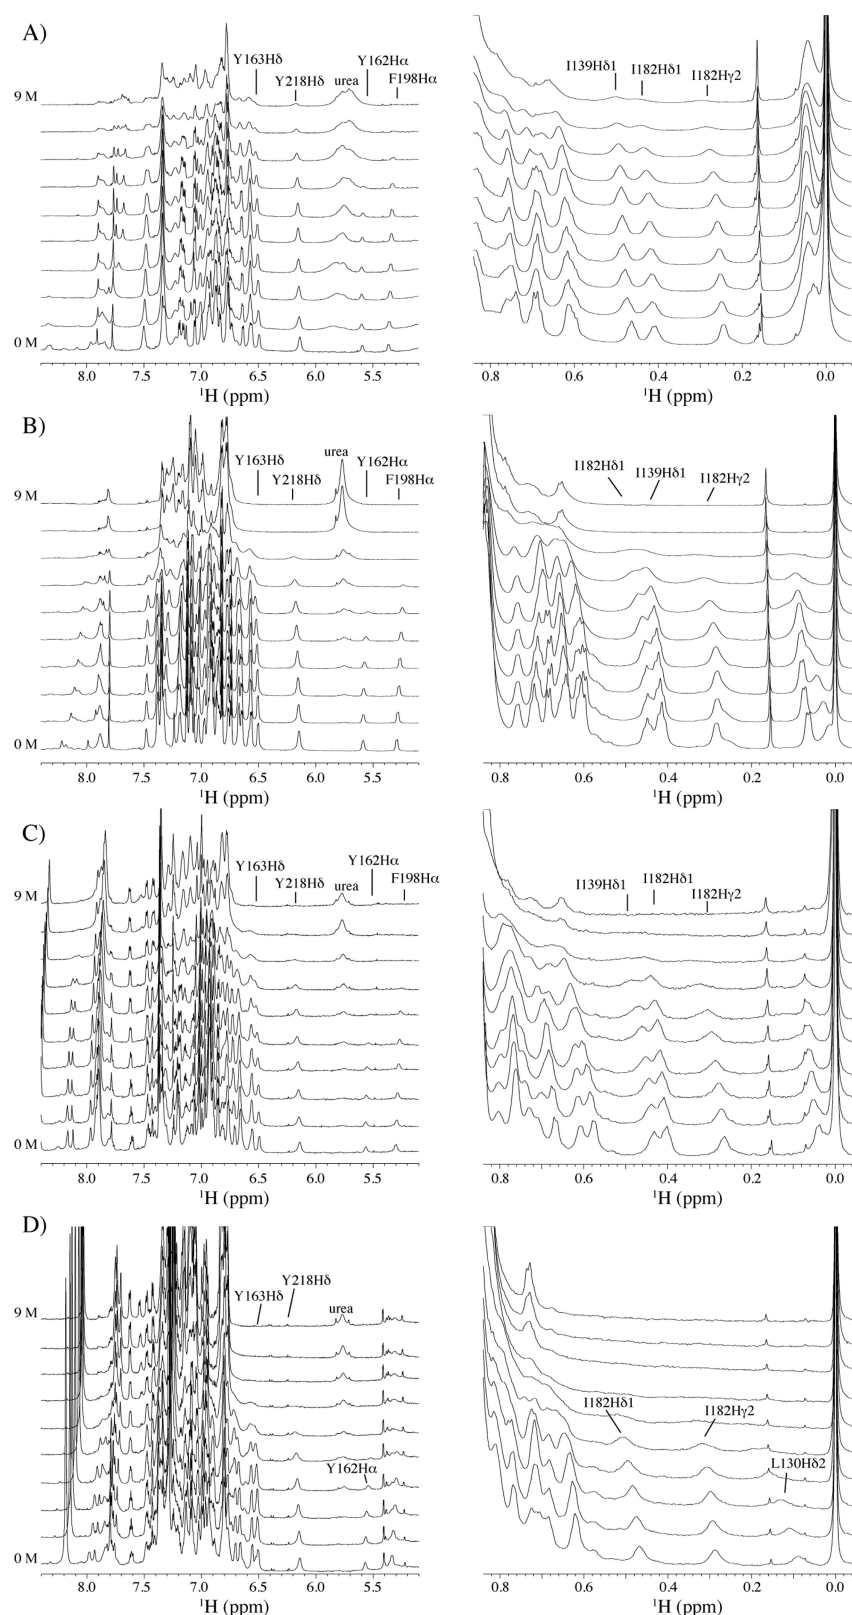 A)
Y163Hδ
Y218Hδ
urea
Y162Hα
F198Hα
9 M
0 M
8.0 7.5 7.0 6.5 6.0 5.5
¹H (ppm)
I139Hδ1
I182Hδ1
I182Hγ2
0.8 0.6 0.4 0.2 0.0
¹H (ppm)
B)
Y163Hδ
Y218Hδ
urea
Y162Hα
F198Hα
9 M
0 M
8.0 7.5 7.0 6.5 6.0 5.5
¹H (ppm)
I182Hδ1
I139Hδ1
I182Hγ2
0.8 0.6 0.4 0.2 0.0
¹H (ppm)
C)
Y163Hδ
Y218Hδ
urea
Y162Hα
F198Hα
9 M
0 M
8.0 7.5 7.0 6.5 6.0 5.5
¹H (ppm)
I139Hδ1
I182Hδ1
I182Hγ2
0.8 0.6 0.4 0.2 0.0
¹H (ppm)
D)
Y163Hδ
Y218Hδ
urea
9 M
Y162Hα
0 M
8.0 7.5 7.0 6.5 6.0 5.5
¹H (ppm)
I182Hδ1
I182Hγ2
L130Hδ2
0.8 0.6 0.4 0.2 0.0
¹H (ppm)